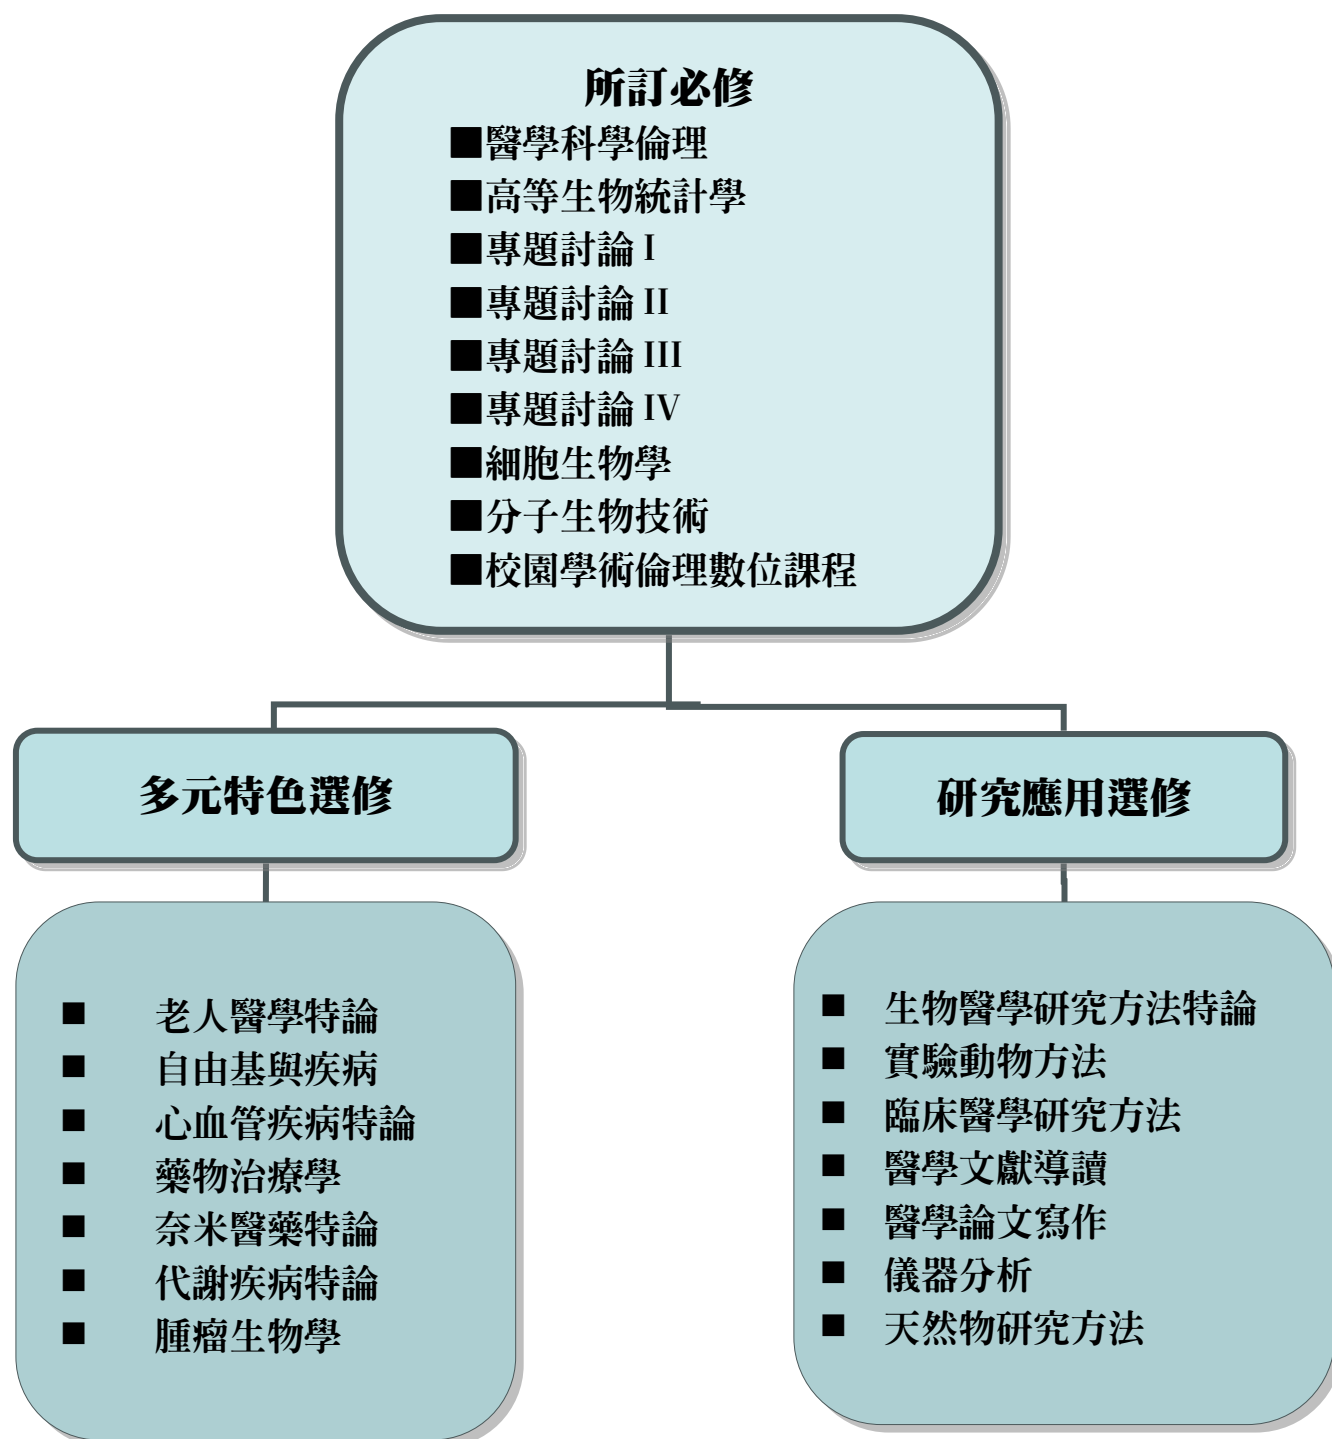 所訂必修
■醫學科學倫理
■高等生物統計學
■專題討論 I
■專題討論 II
■專題討論 III
■專題討論 IV
■細胞生物學
■分子生物技術
■校園學術倫理數位課程
多元特色選修
■ 老人醫學特論
■ 自由基與疾病
■ 心血管疾病特論
■ 藥物治療學
■ 奈米醫藥特論
■ 代謝疾病特論
■ 腫瘤生物學
研究應用選修
■ 生物醫學研究方法特論
■ 實驗動物方法
■ 臨床醫學研究方法
■ 醫學文獻導讀
■ 醫學論文寫作
■ 儀器分析
■ 天然物研究方法